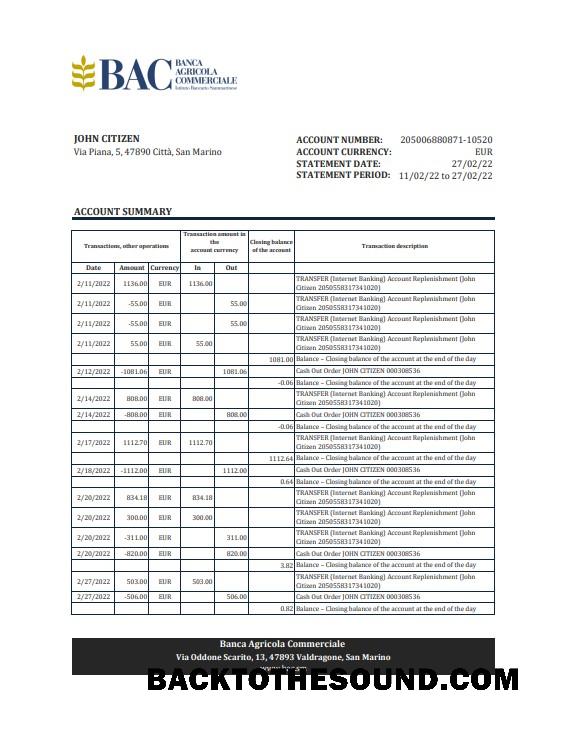 BAC BANCA
AGRICOLA
COMMERCIALE
Istituto Bancario Sammarinese
JOHN CITIZEN
Via Piana, 5, 47890 Città, San Marino
ACCOUNT NUMBER: 205006880871-10520
ACCOUNT CURRENCY: EUR
STATEMENT DATE: 27/02/22
STATEMENT PERIOD: 11/02/22 to 27/02/22
ACCOUNT SUMMARY
Transactions, other operations
Transaction amount in
the
account currency
Closing balance
of the account
Transaction description
Date Amount Currency In Out
2/11/2022 1136.00 EUR 1136.00 TRANSFER (Internet Banking) Account Replenishment (John
Citizen 2050558317341020)
2/11/2022 -55.00 EUR 55.00 TRANSFER (Internet Banking) Account Replenishment (John
Citizen 2050558317341020)
2/11/2022 -55.00 EUR 55.00 TRANSFER (Internet Banking) Account Replenishment (John
Citizen 2050558317341020)
2/11/2022 55.00 EUR 55.00 TRANSFER (Internet Banking) Account Replenishment (John
Citizen 2050558317341020)
1081.00 Balance – Closing balance of the account at the end of the day
2/12/2022 -1081.06 EUR 1081.06 Cash Out Order JOHN CITIZEN 000308536
-0.06 Balance – Closing balance of the account at the end of the day
2/14/2022 808.00 EUR 808.00 TRANSFER (Internet Banking) Account Replenishment (John
Citizen 2050558317341020)
2/14/2022 -808.00 EUR 808.00 Cash Out Order JOHN CITIZEN 000308536
-0.06 Balance – Closing balance of the account at the end of the day
2/17/2022 1112.70 EUR 1112.70 TRANSFER (Internet Banking) Account Replenishment (John
Citizen 2050558317341020)
1112.64 Balance – Closing balance of the account at the end of the day
2/18/2022 -1112.00 EUR 1112.00 Cash Out Order JOHN CITIZEN 000308536
0.64 Balance – Closing balance of the account at the end of the day
2/20/2022 834.18 EUR 834.18 TRANSFER (Internet Banking) Account Replenishment (John
Citizen 2050558317341020)
2/20/2022 300.00 EUR 300.00 TRANSFER (Internet Banking) Account Replenishment (John
Citizen 2050558317341020)
2/20/2022 -311.00 EUR 311.00 TRANSFER (Internet Banking) Account Replenishment (John
Citizen 2050558317341020)
2/20/2022 -820.00 EUR 820.00 Cash Out Order JOHN CITIZEN 000308536
3.82 Balance – Closing balance of the account at the end of the day
2/27/2022 503.00 EUR 503.00 TRANSFER (Internet Banking) Account Replenishment (John
Citizen 2050558317341020)
2/27/2022 -506.00 EUR 506.00 Cash Out Order JOHN CITIZEN 000308536
0.82 Balance – Closing balance of the account at the end of the day
Banca Agricola Commerciale
Via Oddone Scarito, 13, 47893 Valdragone, San Marino
BACKTOTHESOUND.COM